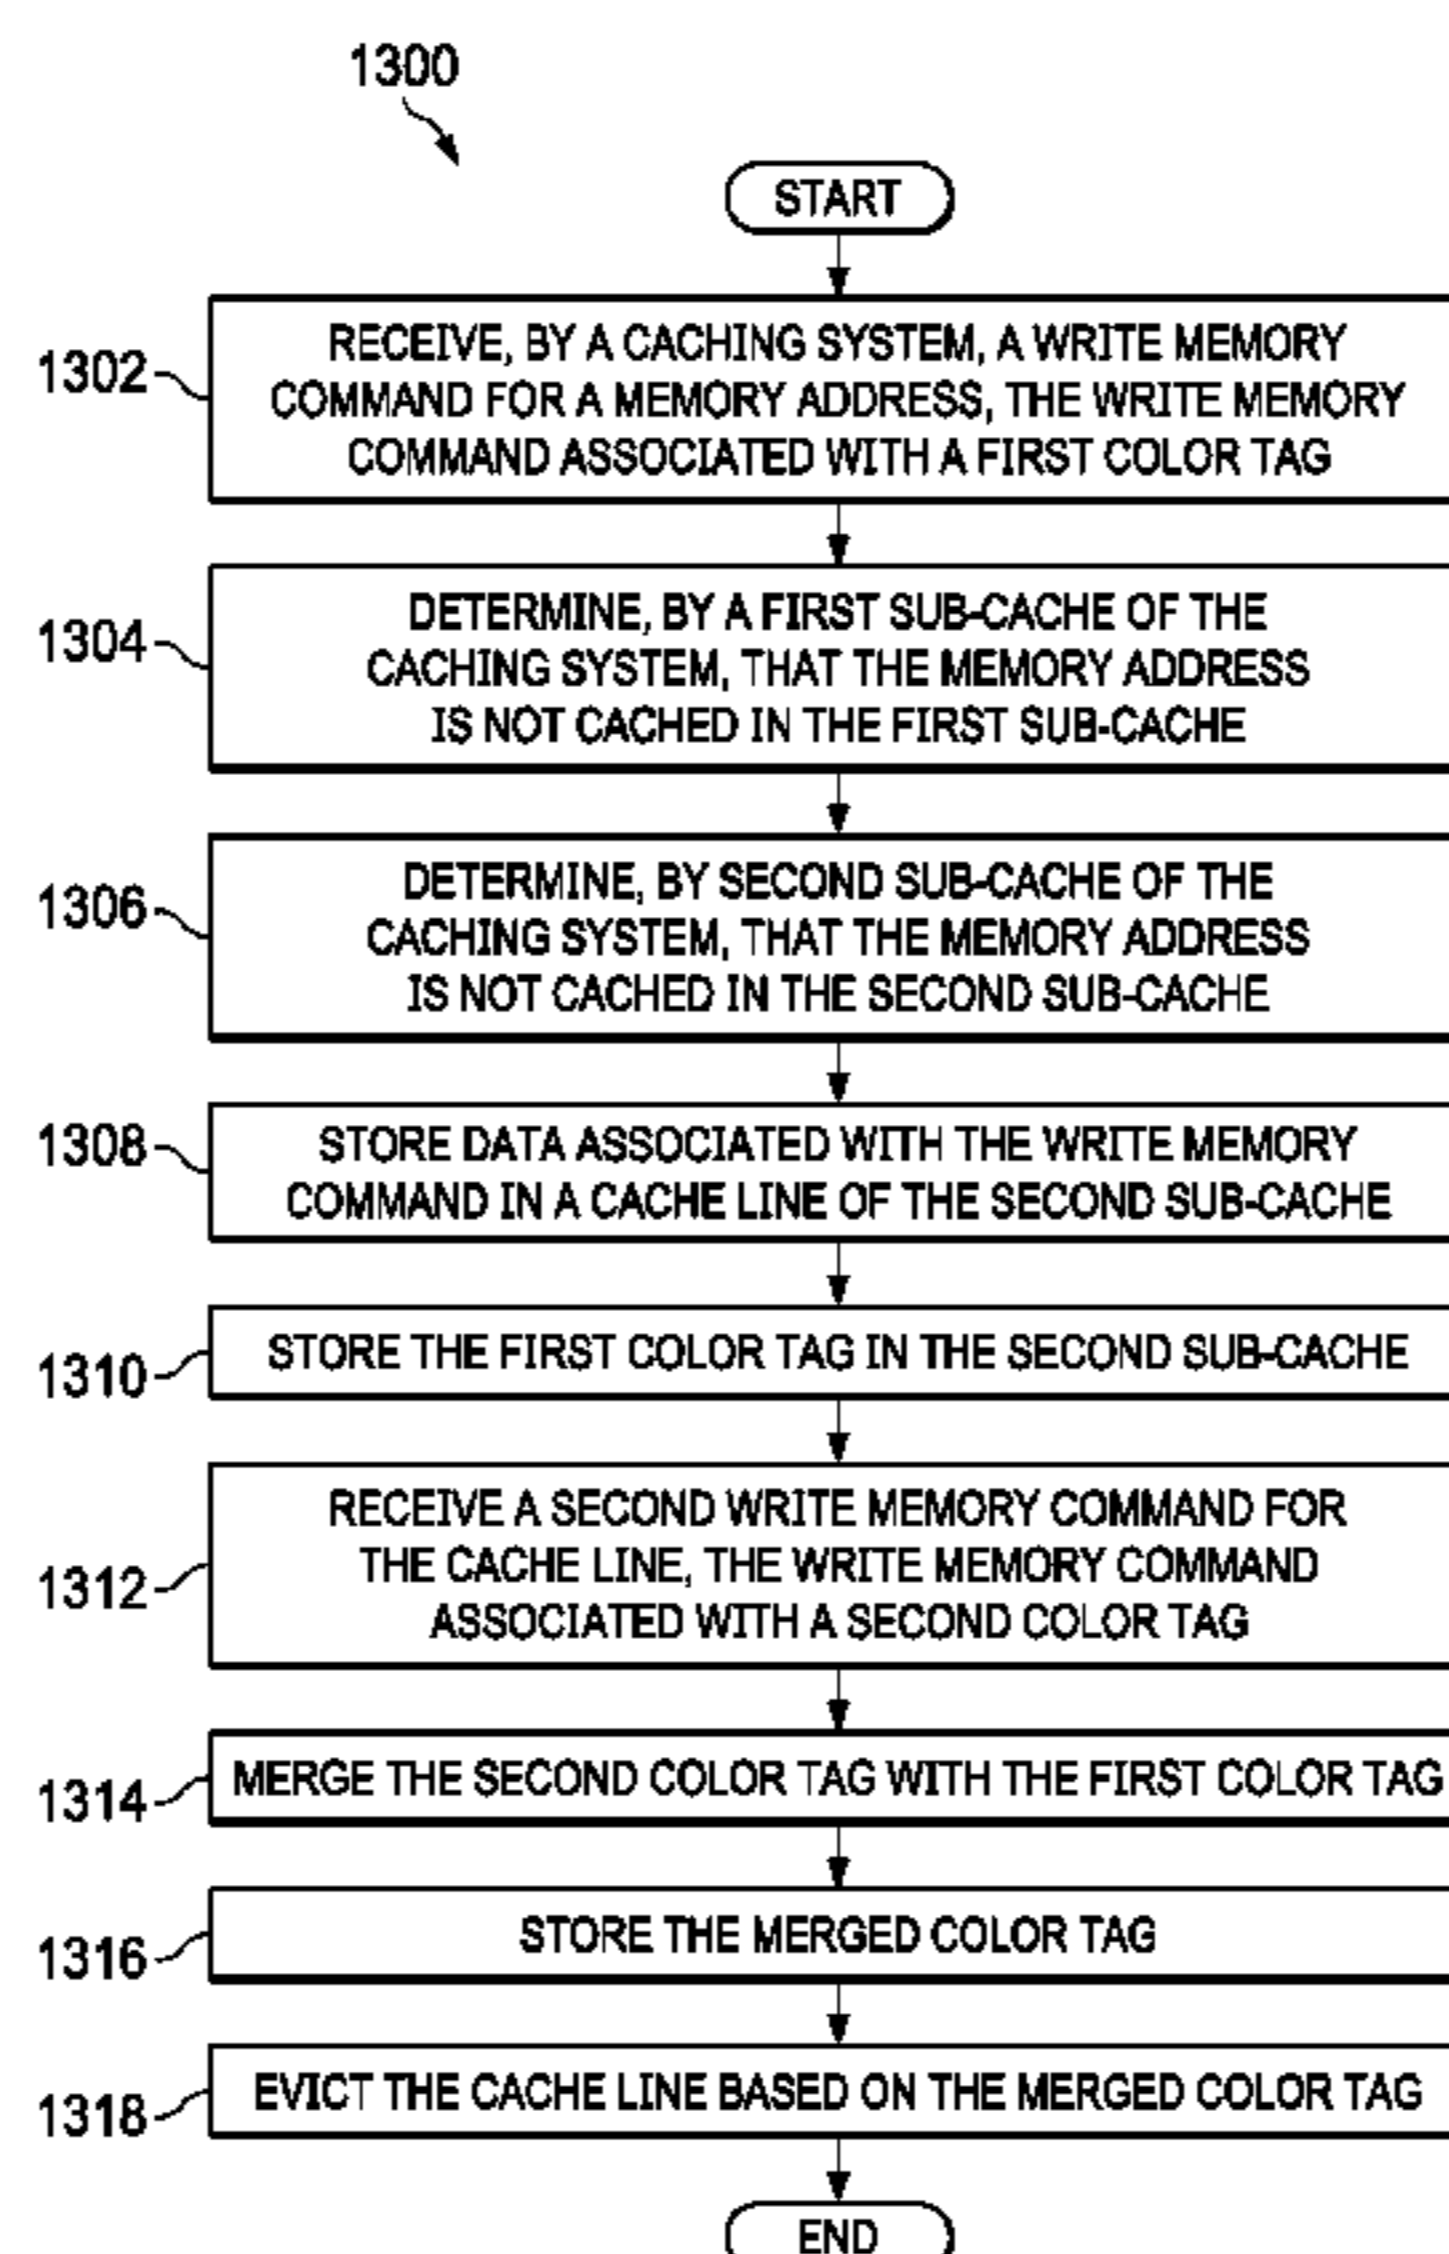 1300
START
1302
RECEIVE, BY A CACHING SYSTEM, A WRITE MEMORY
COMMAND FOR A MEMORY ADDRESS, THE WRITE MEMORY
COMMAND ASSOCIATED WITH A FIRST COLOR TAG
1304
DETERMINE, BY A FIRST SUB-CACHE OF THE
CACHING SYSTEM, THAT THE MEMORY ADDRESS
IS NOT CACHED IN THE FIRST SUB-CACHE
1306
DETERMINE, BY SECOND SUB-CACHE OF THE
CACHING SYSTEM, THAT THE MEMORY ADDRESS
IS NOT CACHED IN THE SECOND SUB-CACHE
1308
STORE DATA ASSOCIATED WITH THE WRITE MEMORY
COMMAND IN A CACHE LINE OF THE SECOND SUB-CACHE
1310
STORE THE FIRST COLOR TAG IN THE SECOND SUB-CACHE
1312
RECEIVE A SECOND WRITE MEMORY COMMAND FOR
THE CACHE LINE, THE WRITE MEMORY COMMAND
ASSOCIATED WITH A SECOND COLOR TAG
1314
MERGE THE SECOND COLOR TAG WITH THE FIRST COLOR TAG
1316
STORE THE MERGED COLOR TAG
1318
EVICT THE CACHE LINE BASED ON THE MERGED COLOR TAG
END